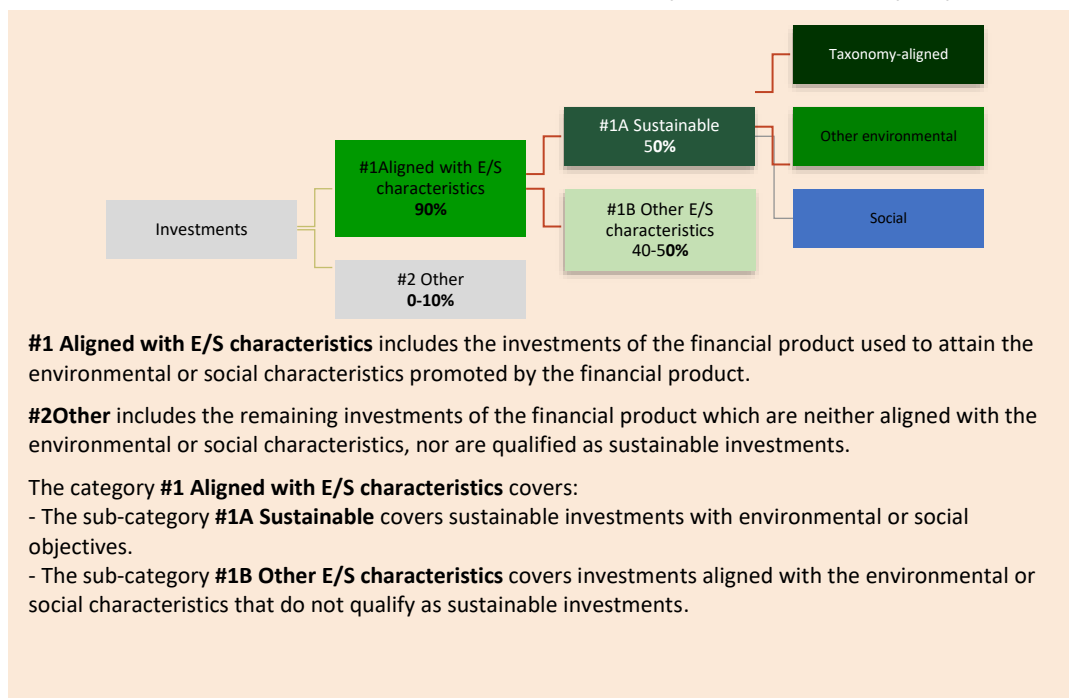 Taxonomy-aligned
#1A Sustainable
50%
Other environmental
#1Aligned with E/S
characteristics
90%
#1B Other E/S
characteristics
40-50%
Social
Investments
#2 Other
0-10%
#1 Aligned with E/S characteristics includes the investments of the financial product used to attain the
environmental or social characteristics promoted by the financial product.
#2Other includes the remaining investments of the financial product which are neither aligned with the
environmental or social characteristics, nor are qualified as sustainable investments.
The category #1 Aligned with E/S characteristics covers:
- The sub-category #1A Sustainable covers sustainable investments with environmental or social
objectives.
- The sub-category #1B Other E/S characteristics covers investments aligned with the environmental or
social characteristics that do not qualify as sustainable investments.